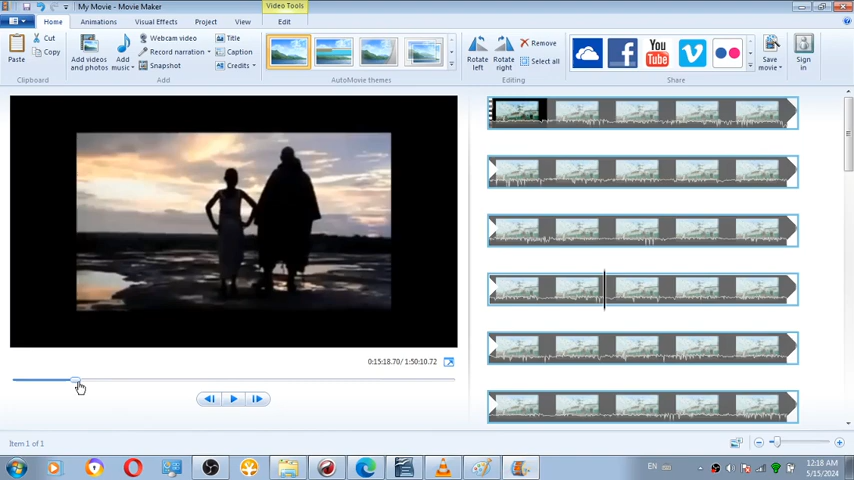 My Movie - Movie Maker
Video Tools
Home
Animations
Visual Effects
Project
View
Edit
Paste
Cut
Copy
Clipboard
Add videos
and photos
Add
music
Webcam video
Record narration
Snapshot
Title
Caption
Credits
Add
AutoMovie themes
Rotate
left
Rotate
right
Remove
Select all
Editing
f
You
Tube
Share
Save
movie
Sign
in
0:15:18.70/1:50:10.72
Item 1 of 1
EN
12:18 AM
5/15/2024